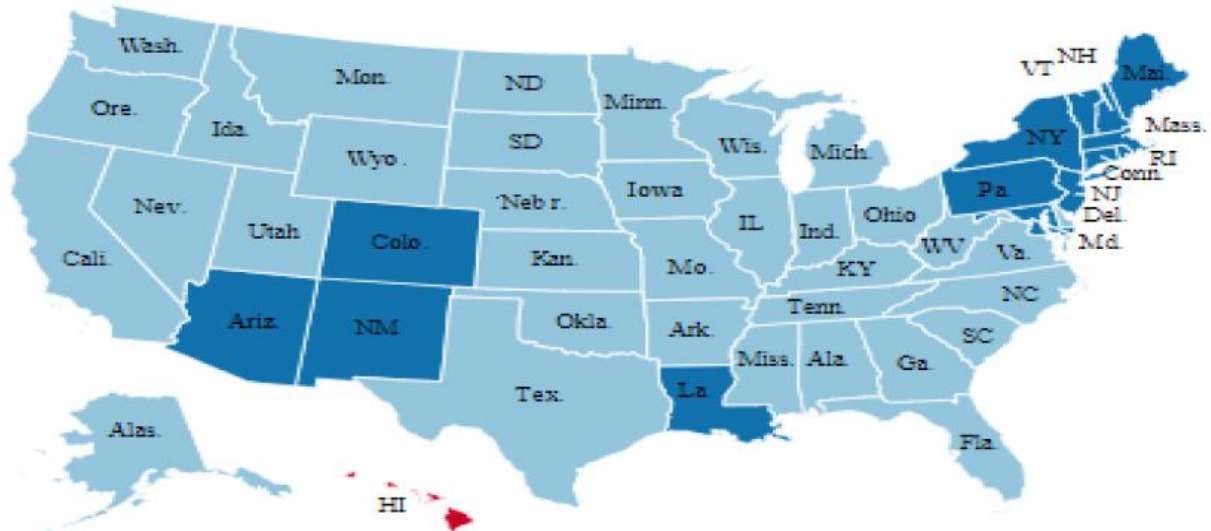 Wash.
Mon.
ND
Minn.
VT
NH
Mai.
Ore.
Ida.
Wyo .
SD
Wis.
Mich.
NY
Mass.
RI
Conn.
Nev.
Utah
Colo.
'Neb r.
Iowa
IL
Ind.
Ohio
Pa.
NJ
Del.
Md.
Cali.
Kan.
Mo.
KY
WV
Va.
Ariz.
NM
Okla.
Ark.
Tenn.
NC
SC
Tex.
La.
Miss.
Ala.
Ga.
Fla.
Alas.
HI